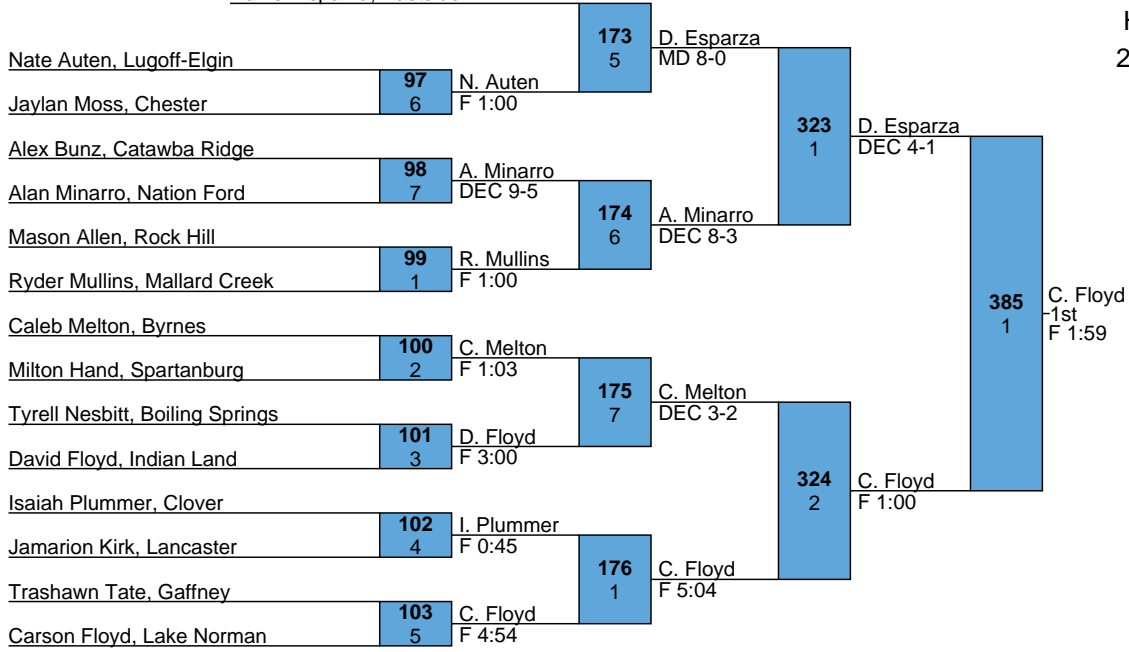 173
5
D. Esparza
MD 8-0
Nate Auten, Lugoff-Elgin
97
6
N. Auten
F 1:00
Jaylan Moss, Chester
323
1
D. Esparza
DEC 4-1
Alex Bunz, Catawba Ridge
98
7
A. Minarro
DEC 9-5
Alan Minarro, Nation Ford
174
6
A. Minarro
DEC 8-3
Mason Allen, Rock Hill
99
1
R. Mullins
F 1:00
Ryder Mullins, Mallard Creek
385
1
C. Floyd
1st
F 1:59
Caleb Melton, Byrnes
100
2
C. Melton
F 1:03
Milton Hand, Spartanburg
175
7
C. Melton
DEC 3-2
Tyrell Nesbitt, Boiling Springs
101
3
D. Floyd
F 3:00
David Floyd, Indian Land
324
2
C. Floyd
F 1:00
Isaiah Plummer, Clover
102
4
I. Plummer
F 0:45
Jamarion Kirk, Lancaster
176
1
C. Floyd
F 5:04
Trashawn Tate, Gaffney
103
5
C. Floyd
F 4:54
Carson Floyd, Lake Norman